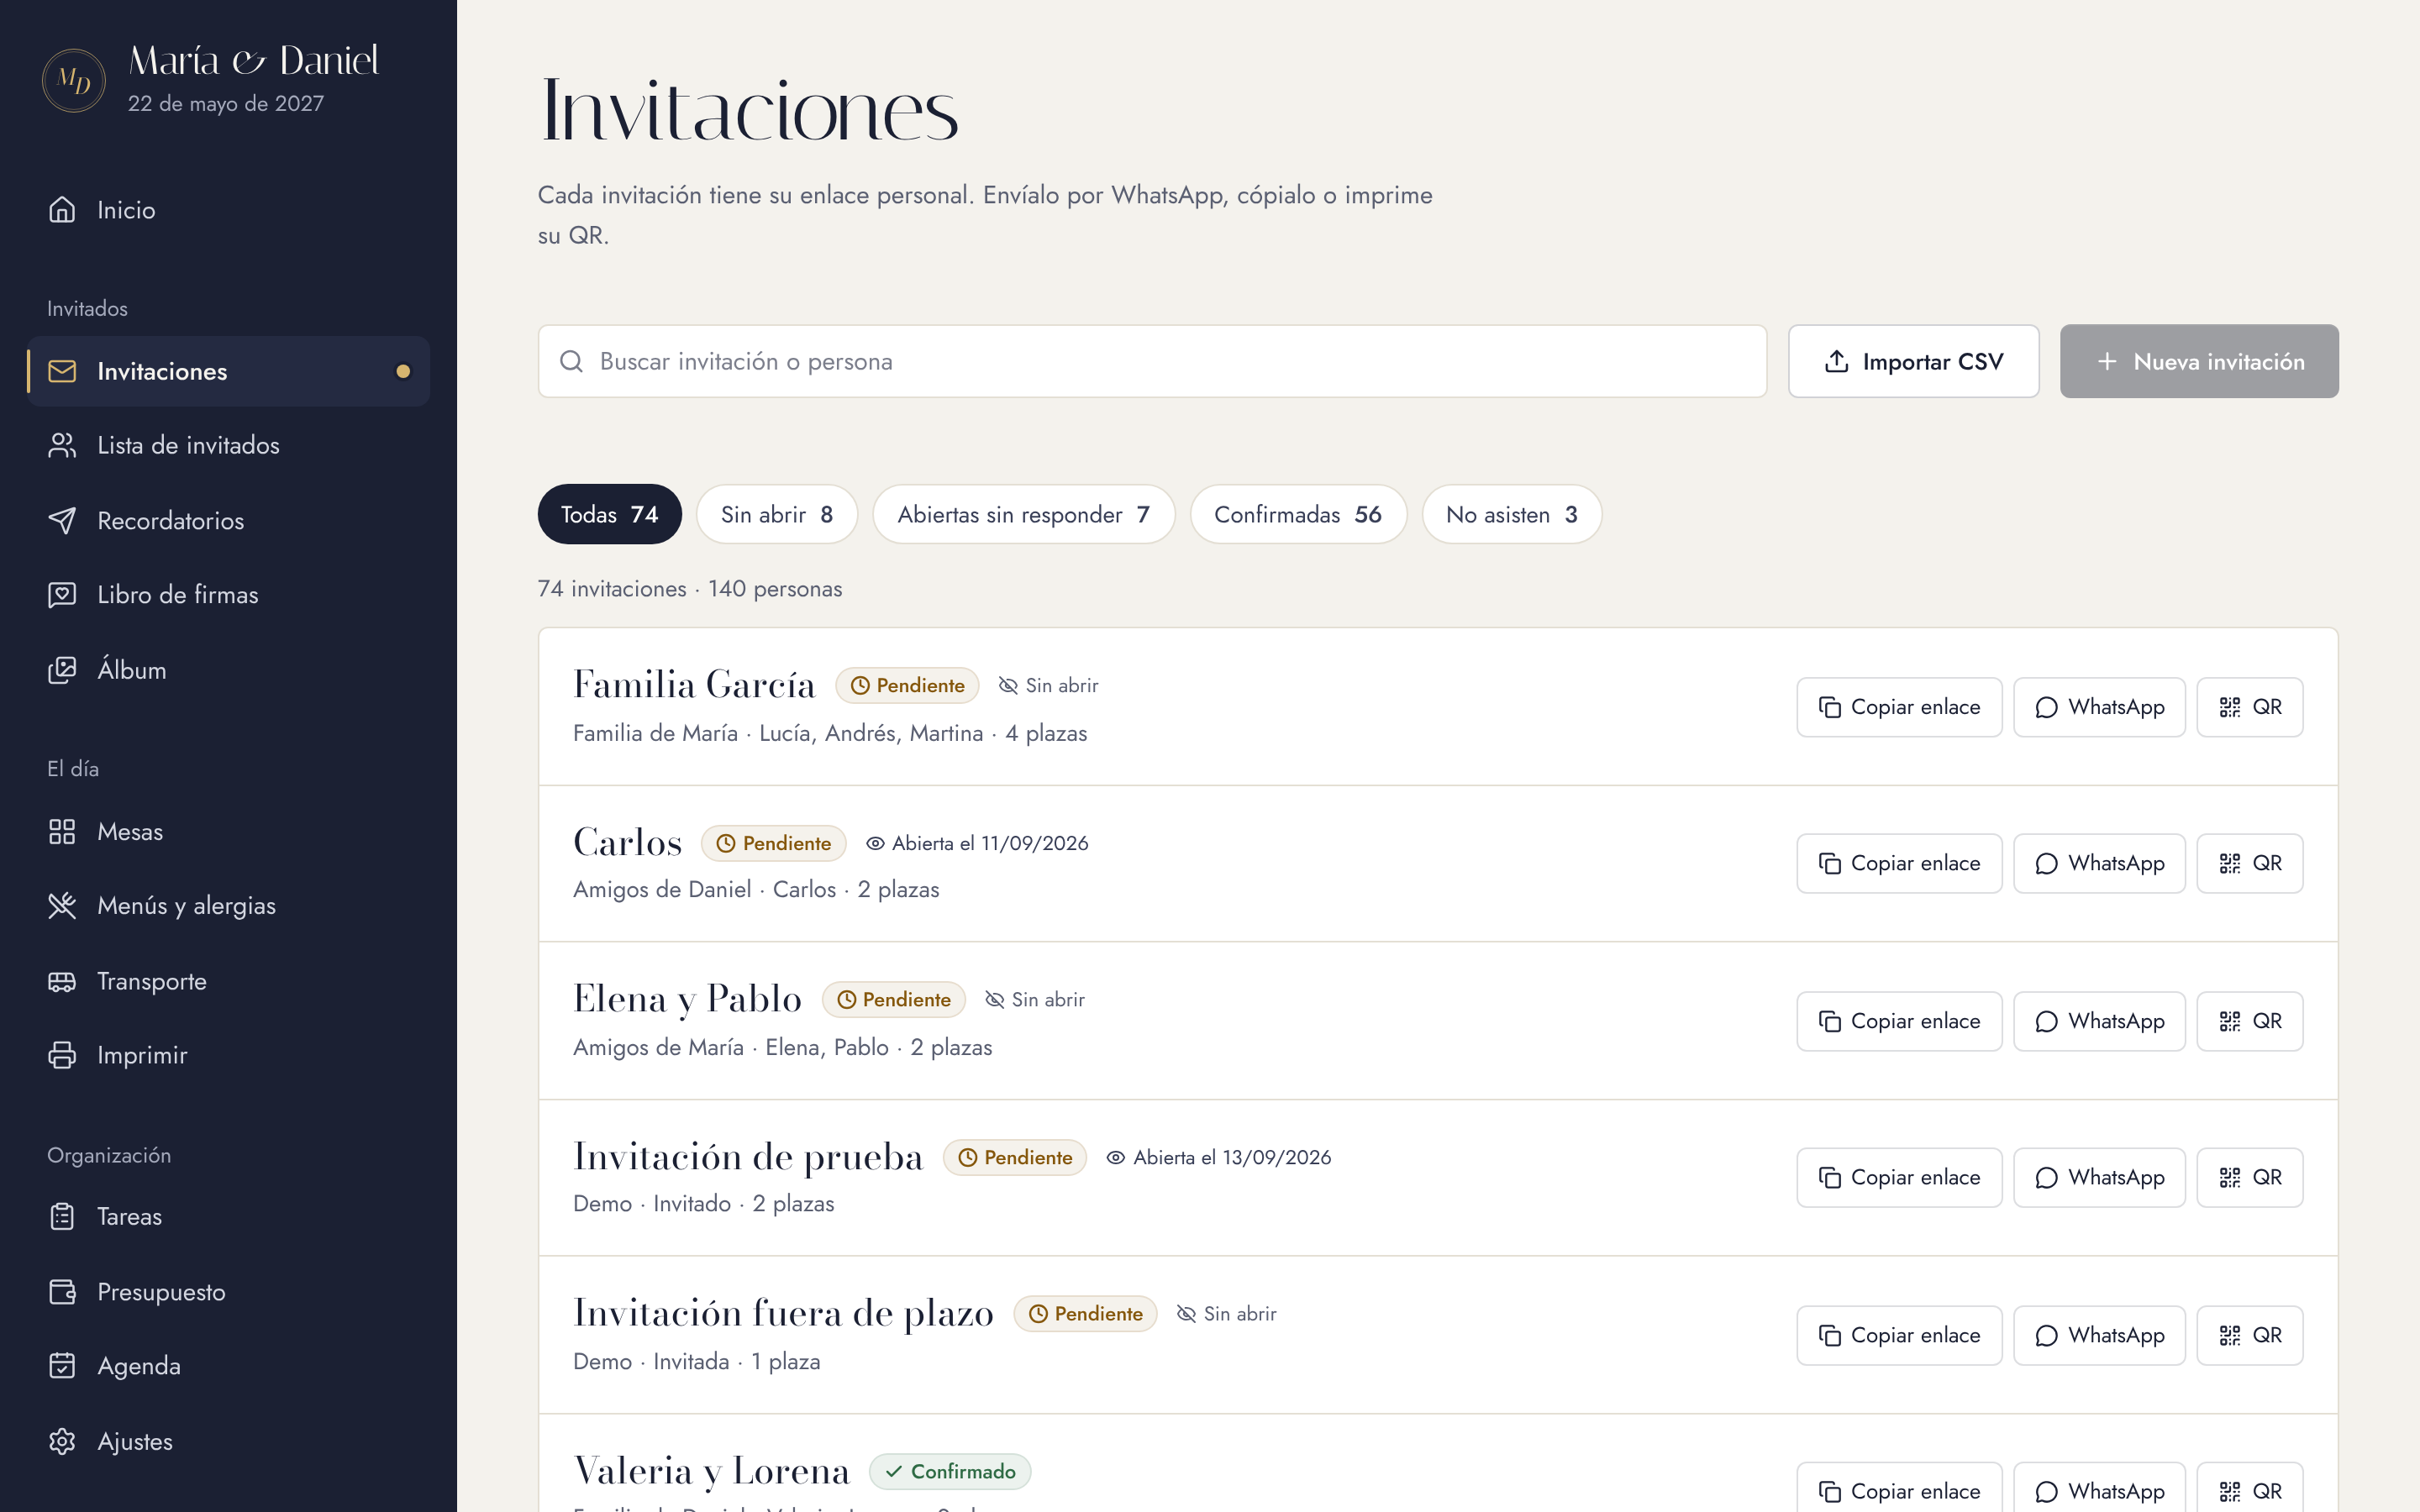 MD
María & Daniel
22 de mayo de 2027
Inicio
Invitados
Invitaciones
Lista de invitados
Recordatorios
Libro de firmas
Álbum
El día
Mesas
Menús y alergias
Transporte
Imprimir
Organización
Tareas
Presupuesto
Agenda
Ajustes
Invitaciones
Cada invitación tiene su enlace personal. Envíalo por WhatsApp, cópialo o imprime
su QR.
Buscar invitación o persona
Importar CSV
Nueva invitación
Todas 74
Sin abrir 8
Abiertas sin responder 7
Confirmadas 56
No asisten 3
74 invitaciones · 140 personas
Familia García Pendiente Sin abrir
Familia de María · Lucía, Andrés, Martina · 4 plazas
Copiar enlace WhatsApp QR
Carlos Pendiente Abierta el 11/09/2026
Amigos de Daniel · Carlos · 2 plazas
Copiar enlace WhatsApp QR
Elena y Pablo Pendiente Sin abrir
Amigos de María · Elena, Pablo · 2 plazas
Copiar enlace WhatsApp QR
Invitación de prueba Pendiente Abierta el 13/09/2026
Demo · Invitado · 2 plazas
Copiar enlace WhatsApp QR
Invitación fuera de plazo Pendiente Sin abrir
Demo · Invitada · 1 plaza
Copiar enlace WhatsApp QR
Valeria y Lorena Confirmado
Copiar enlace WhatsApp QR